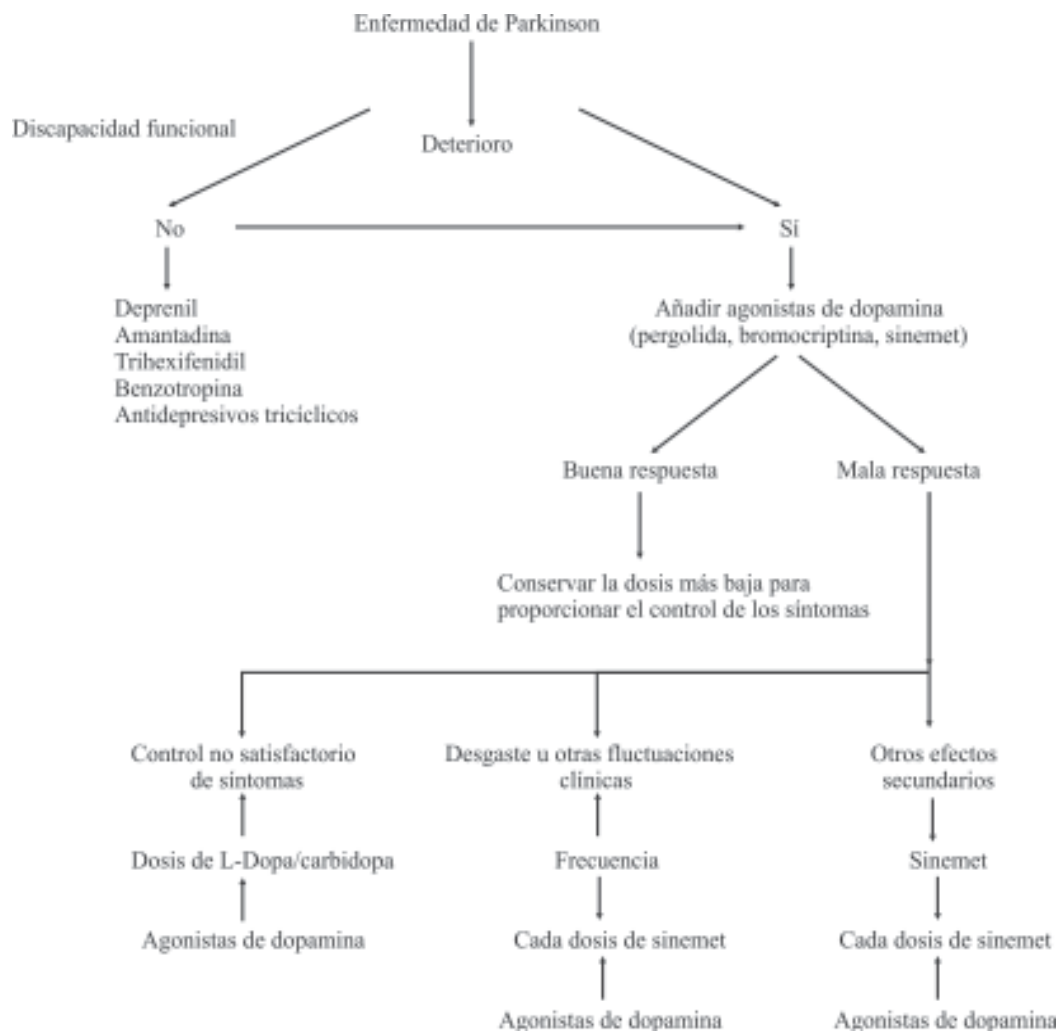 Enfermedad de Parkinson
Discapacidad funcional
Deterioro
No
Sí
Deprenil
Amantadina
Trihexifenidil
Benzotropina
Antidepresivos tricíclicos
Añadir agonistas de dopamina
(pergolida, bromocriptina, sinemet)
Buena respuesta
Mala respuesta
Conservar la dosis más baja para
proporcionar el control de los síntomas
Control no satisfactorio
de síntomas
Desgaste u otras fluctuaciones
clínicas
Otros efectos
secundarios
Dosis de L-Dopa/carbidopa
Frecuencia
Sinemet
Agonistas de dopamina
Cada dosis de sinemet
Cada dosis de sinemet
Agonistas de dopamina
Agonistas de dopamina